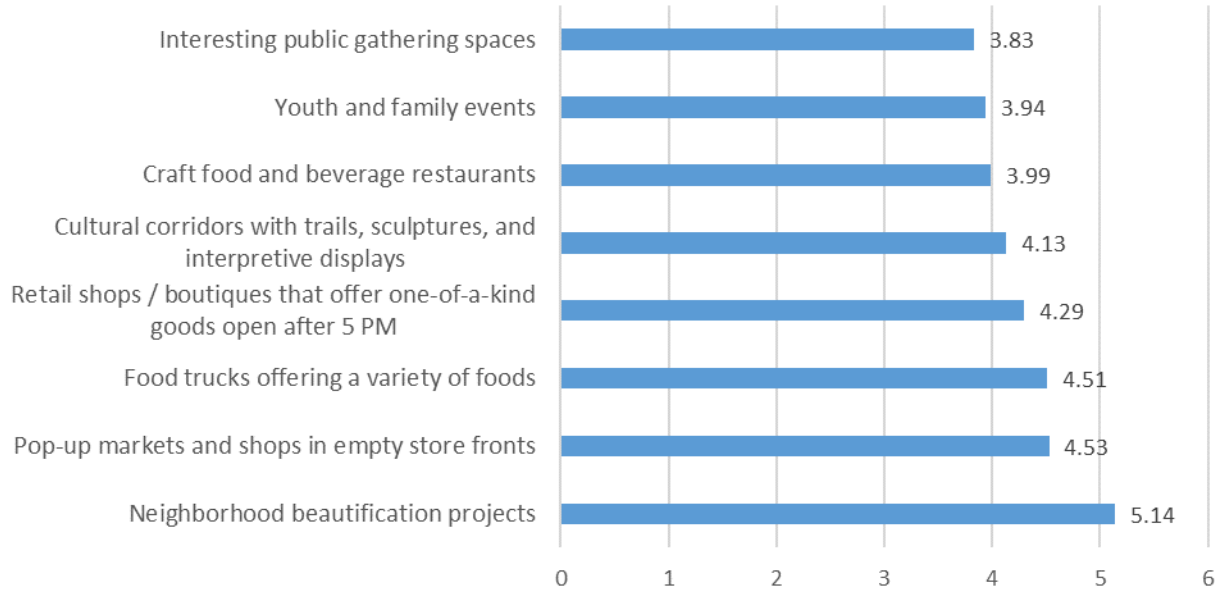 Interesting public gathering spaces 3.83
Youth and family events 3.94
Craft food and beverage restaurants 3.99
Cultural corridors with trails, sculptures, and
interpretive displays 4.13
Retail shops / boutiques that offer one-of-a-kind
goods open after 5 PM 4.29
Food trucks offering a variety of foods 4.51
Pop-up markets and shops in empty store fronts 4.53
Neighborhood beautification projects 5.14
0 1 2 3 4 5 6